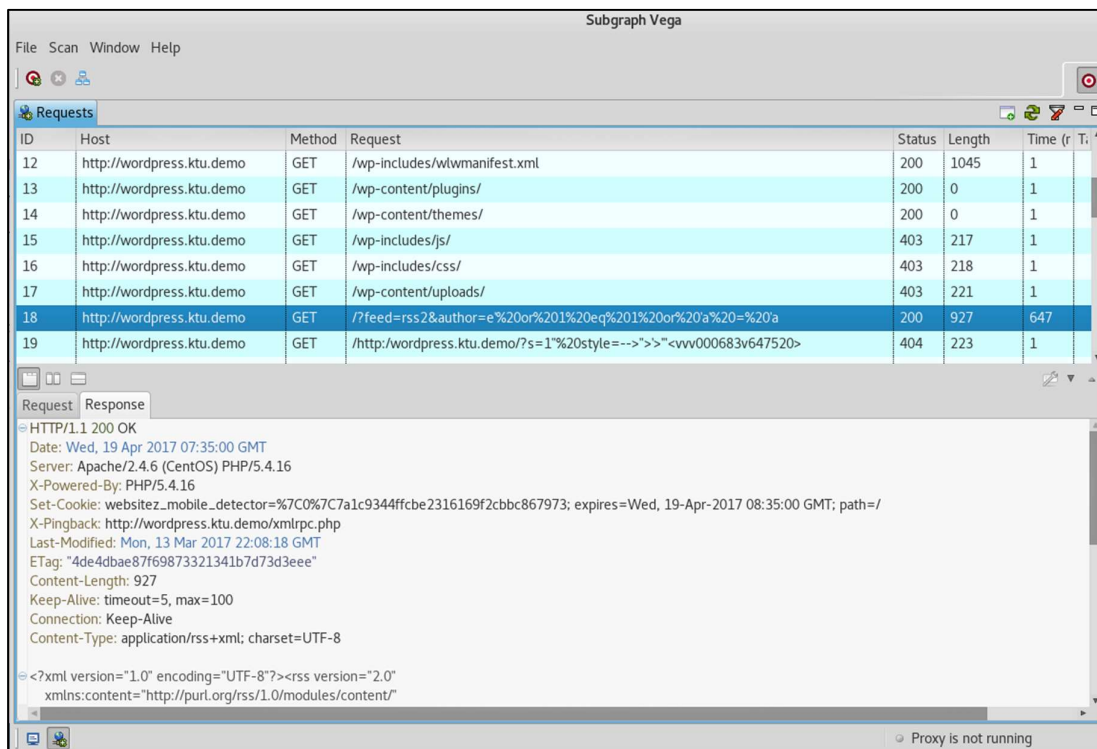 Subgraph Vega
File Scan Window Help
Requests
ID Host Method Request Status Length Time (r Ti
12 http://wordpress.ktu.demo GET /wp-includes/wlwmanifest.xml 200 1045 1
13 http://wordpress.ktu.demo GET /wp-content/plugins/ 200 0 1
14 http://wordpress.ktu.demo GET /wp-content/themes/ 200 0 1
15 http://wordpress.ktu.demo GET /wp-includes/js/ 403 217 1
16 http://wordpress.ktu.demo GET /wp-includes/css/ 403 218 1
17 http://wordpress.ktu.demo GET /wp-content/uploads/ 403 221 1
18 http://wordpress.ktu.demo GET /?feed=rss2&author=e'%20or%201%20eq%201%20or%20'a'%20=%20'a 200 927 647
19 http://wordpress.ktu.demo GET /http:/wordpress.ktu.demo/?s=1"%20style=-->">'>'"<vvv000683v647520> 404 223 1
Request Response
HTTP/1.1 200 OK
Date: Wed, 19 Apr 2017 07:35:00 GMT
Server: Apache/2.4.6 (CentOS) PHP/5.4.16
X-Powered-By: PHP/5.4.16
Set-Cookie: websitez_mobile_detector=%7C0%7C7a1c9344ffcbe2316169f2cbbc867973; expires=Wed, 19-Apr-2017 08:35:00 GMT; path=/
X-Pingback: http://wordpress.ktu.demo/xmlrpc.php
Last-Modified: Mon, 13 Mar 2017 22:08:18 GMT
ETag: "4de4dbae87f69873321341b7d73d3eee"
Content-Length: 927
Keep-Alive: timeout=5, max=100
Connection: Keep-Alive
Content-Type: application/rss+xml; charset=UTF-8
<?xml version="1.0" encoding="UTF-8"?><rss version="2.0"
xmlns:content="http://purl.org/rss/1.0/modules/content/"
Proxy is not running